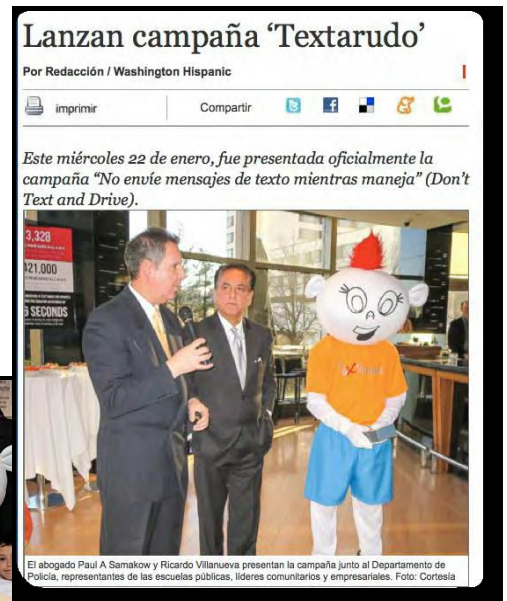 Lanzan campaña ‘Textarudo’
Por Redacción / Washington Hispanic
imprimir
Compartir
Este miércoles 22 de enero, fue presentada oficialmente la
campaña “No envíe mensajes de texto mientras maneja” (Don’t
Text and Drive).
3,328
421,000
5 SECONDS
El abogado Paul A Samakow y Ricardo Villanueva presentan la campaña junto al Departamento de
Policía, representantes de las escuelas públicas, líderes comunitarios y empresariales. Foto: Cortesía